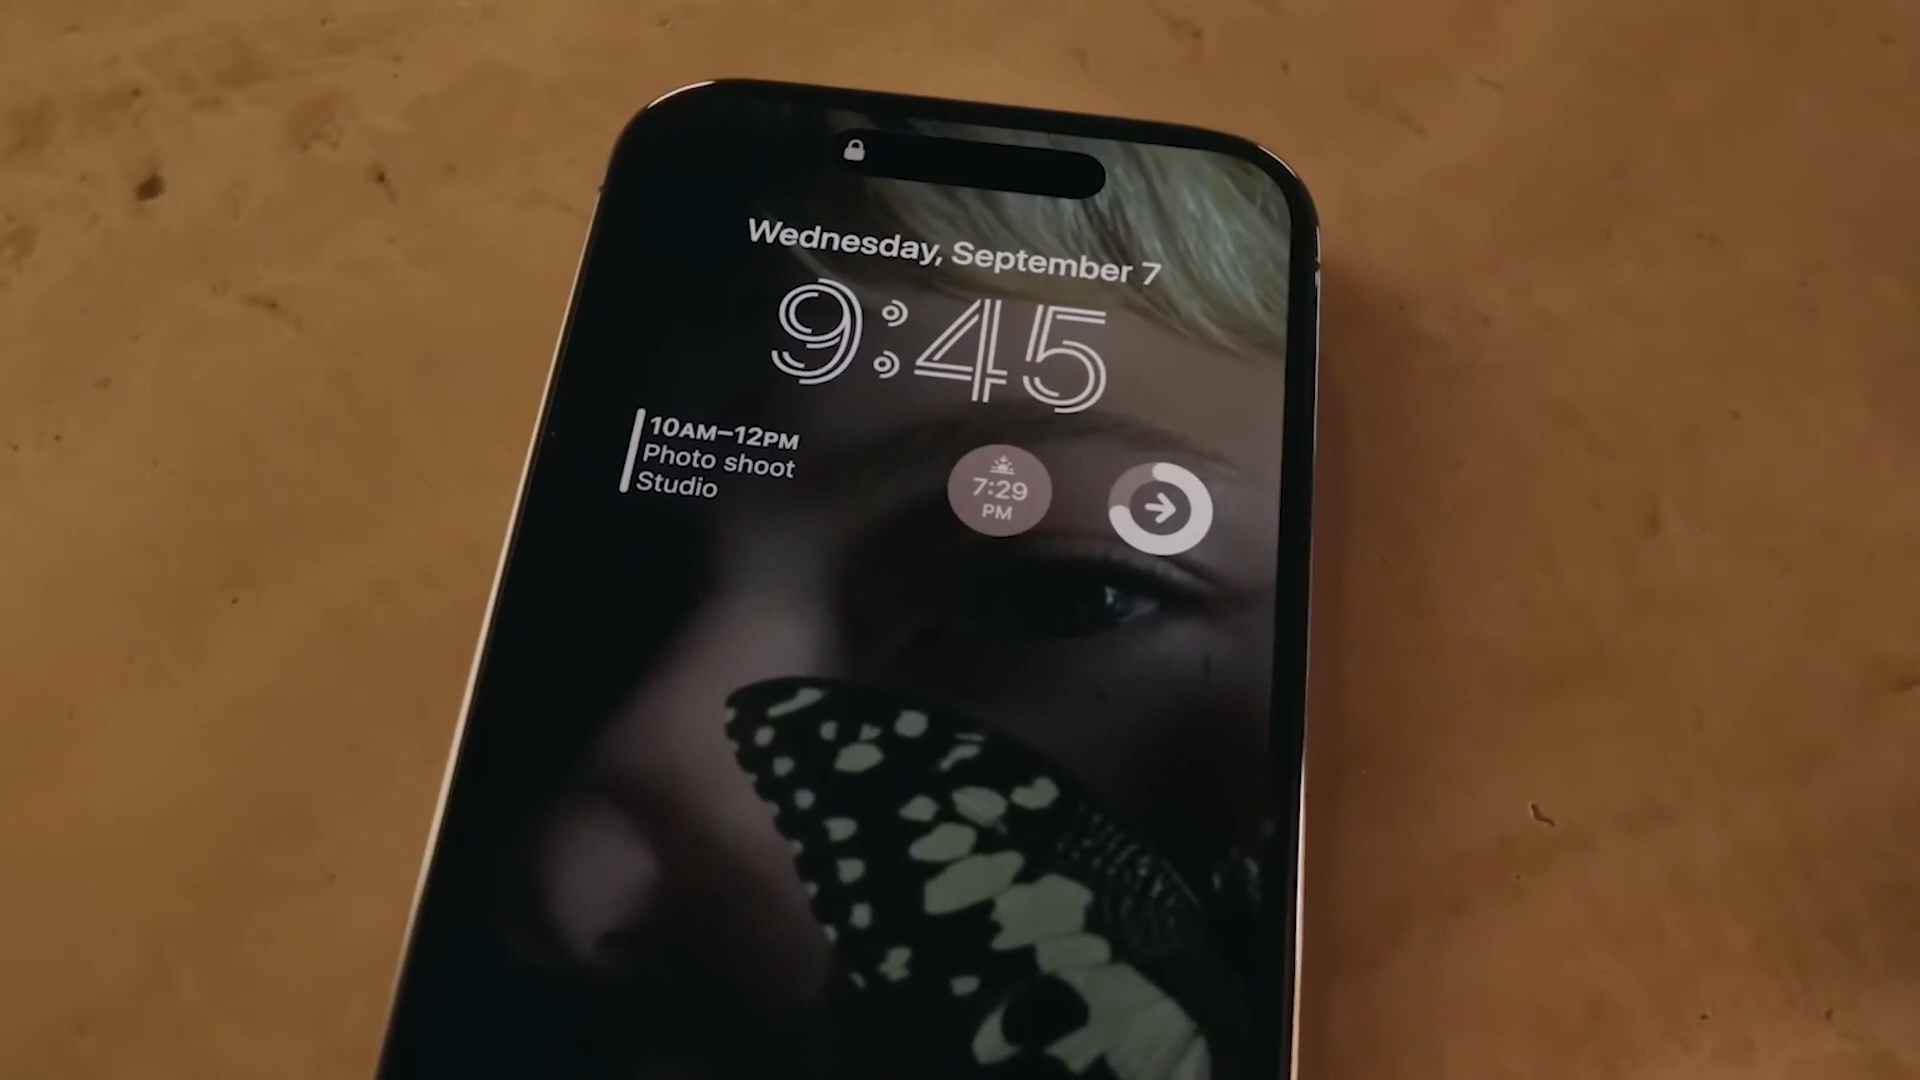 Wednesday, September 7
9:45
10AM–12PM
Photo shoot
Studio
7:29
PM